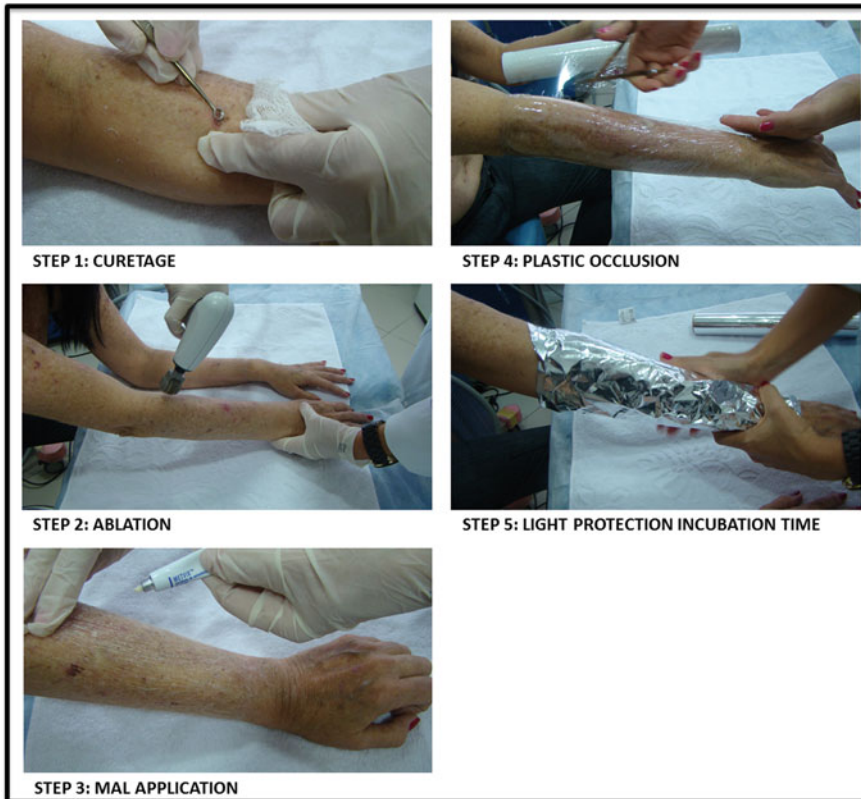 STEP 1: CURETAGE
STEP 2: ABLATION
STEP 3: MAL APPLICATION
STEP 4: PLASTIC OCCLUSION
STEP 5: LIGHT PROTECTION INCUBATION TIME